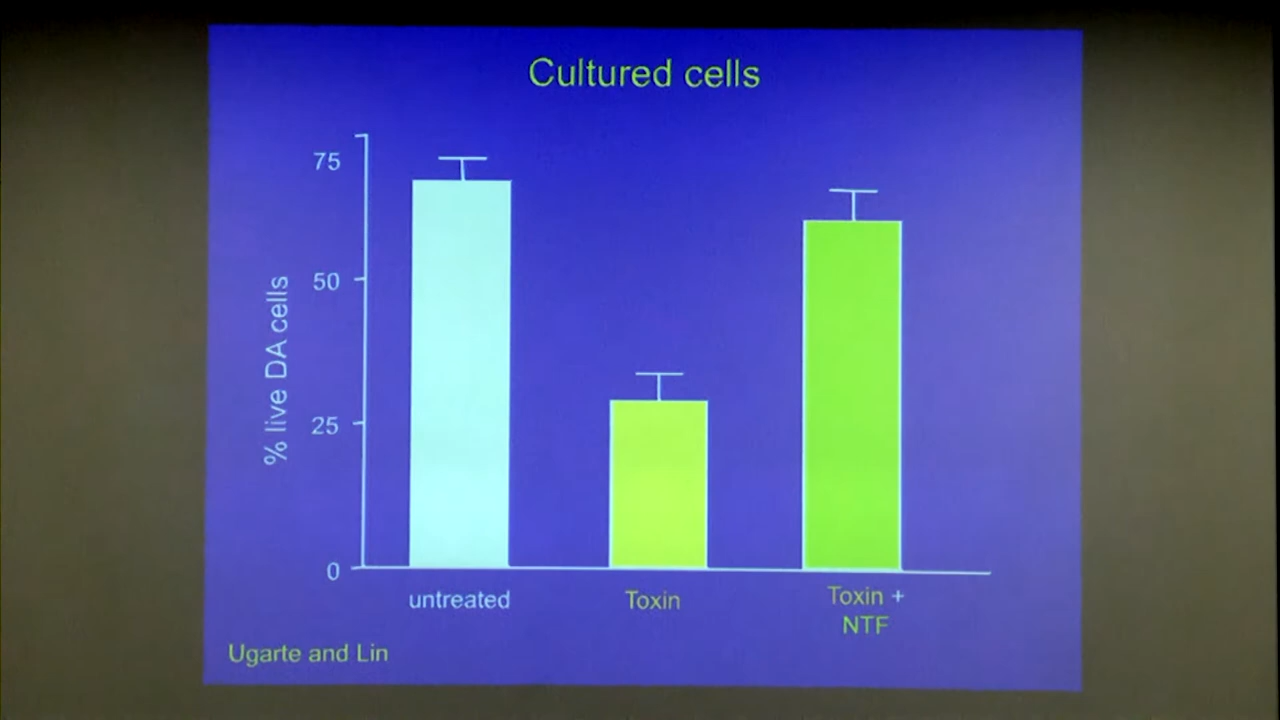 Cultured cells
75
50
25
0
% live DA cells
untreated
Toxin
Toxin +
NTF
Ugarte and Lin